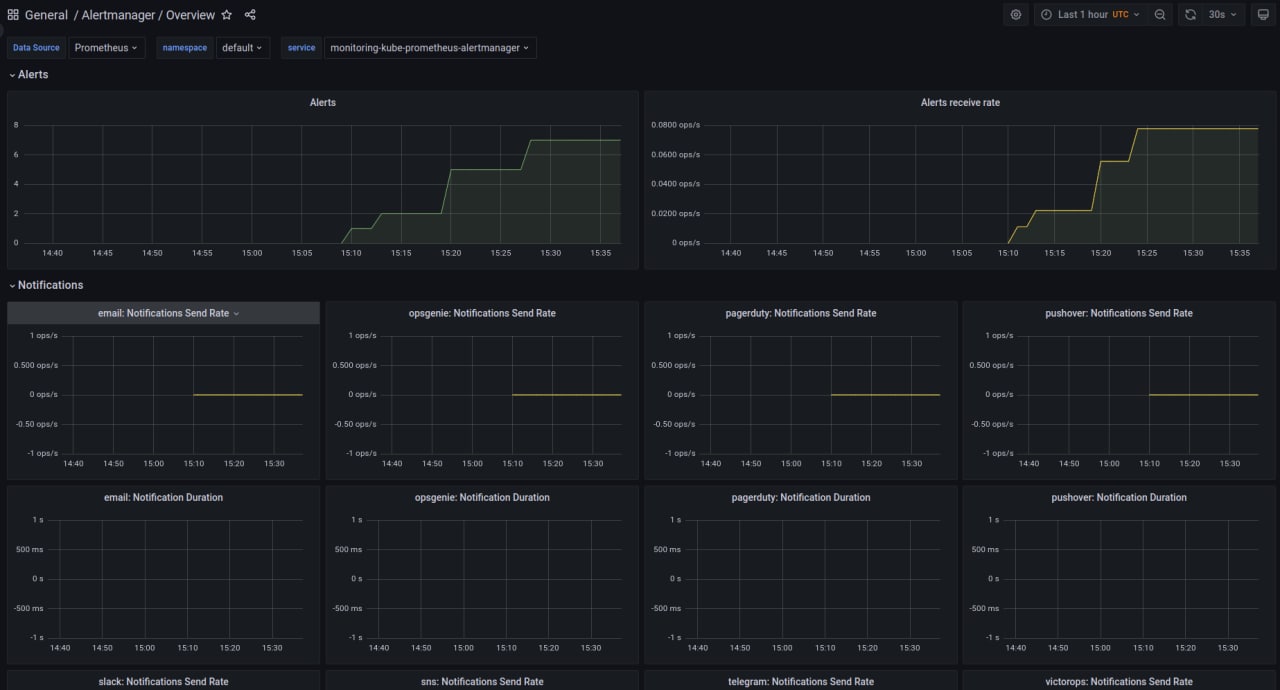 General / Alertmanager / Overview
Last 1 hour UTC
30s
Data Source Prometheus namespace default service monitoring-kube-prometheus-alertmanager
Alerts
Alerts
8
6
4
2
0
14:40 14:45 14:50 14:55 15:00 15:10 15:15 15:20 15:25 15:30 15:35
Alerts receive rate
0.0800 ops/s
0.0600 ops/s
0.0400 ops/s
0.0200 ops/s
0 ops/s
14:40 14:45 14:50 14:55 15:00 15:05 15:10 15:15 15:20 15:25 15:30 15:35
Notifications
email: Notifications Send Rate
1 ops/s
0.500 ops/s
0 ops/s
-0.50 ops/s
-1 ops/s
14:40 14:50 15:00 15:10 15:20 15:30
opsgenie: Notifications Send Rate
1 ops/s
0.500 ops/s
0 ops/s
-0.50 ops/s
-1 ops/s
14:40 14:50 15:00 15:10 15:20 15:30
pagerduty: Notifications Send Rate
1 ops/s
0.500 ops/s
0 ops/s
-0.50 ops/s
-1 ops/s
14:40 14:50 15:00 15:10 15:20 15:30
pushover: Notifications Send Rate
1 ops/s
0.500 ops/s
0 ops/s
-0.50 ops/s
-1 ops/s
14:40 14:50 15:00 15:10 15:20 15:30
email: Notification Duration
1 s
500 ms
0 s
-500 ms
-1 s
14:40 14:50 15:00 15:10 15:20 15:30
opsgenie: Notification Duration
1 s
500 ms
0 s
-500 ms
-1 s
14:40 14:50 15:00 15:10 15:20 15:30
pagerduty: Notification Duration
1 s
500 ms
0 s
-500 ms
-1 s
14:40 14:50 15:00 15:10 15:20 15:30
pushover: Notification Duration
1 s
500 ms
0 s
-500 ms
-1 s
14:40 14:50 15:00 15:10 15:20 15:30
slack: Notifications Send Rate
sns: Notifications Send Rate
telegram: Notifications Send Rate
victorops: Notifications Send Rate